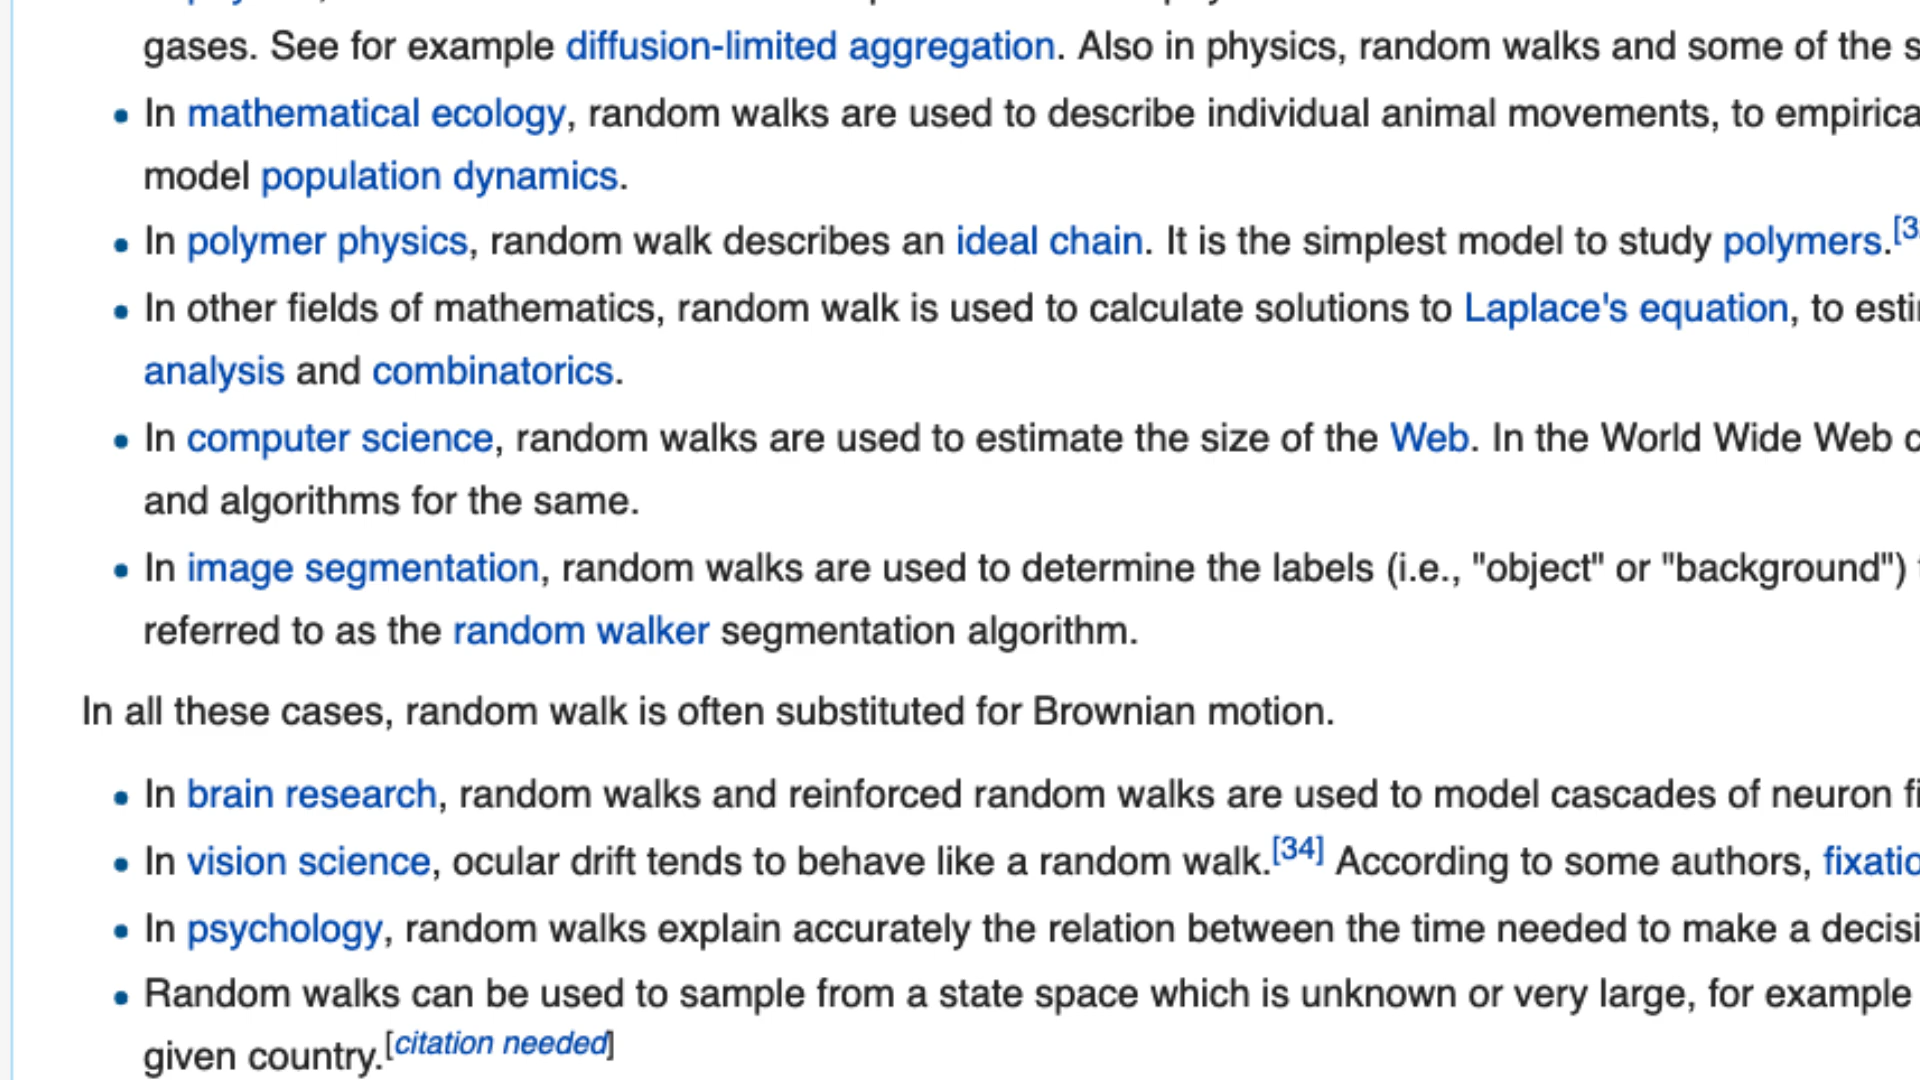 gases. See for example diffusion-limited aggregation. Also in physics, random walks and some of the
• In mathematical ecology, random walks are used to describe individual animal movements, to
model population dynamics.
• In polymer physics, random walk describes an ideal chain. It is the simplest model to study polymers.[3
• In other fields of mathematics, random walk is used to calculate solutions to Laplace's equation, to
analysis and combinatorics.
• In computer science, random walks are used to estimate the size of the Web. In the World Wide Web
and algorithms for the same.
• In image segmentation, random walks are used to determine the labels (i.e., "object" or "background")
referred to as the random walker segmentation algorithm.
In all these cases, random walk is often substituted for Brownian motion.
• In brain research, random walks and reinforced random walks are used to model cascades of neuron
• In vision science, ocular drift tends to behave like a random walk.[34] According to some authors,
• In psychology, random walks explain accurately the relation between the time needed to make a
• Random walks can be used to sample from a state space which is unknown or very large, for example
given country.[citation needed]